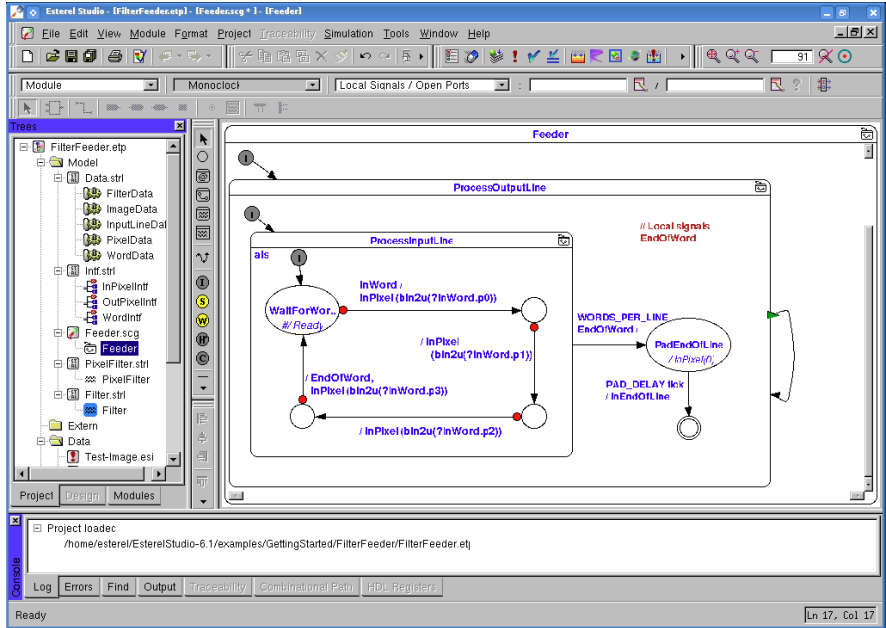 Esterel Studio - [FilterFeeder.etp] - [Feeder.scg * ] - [Feeder]
File Edit View Module Format Project Traceability Simulation Tools Window Help
91
Module
Monoclock
Local Signals / Open Ports
:
/
Trees
FilterFeeder.etp
Model
Data.strl
FilterData
ImageData
InputLineDat
PixelData
WordData
Intf.strl
InPixelIntf
OutPixelIntf
WordIntf
Feeder.scg
Feeder
PixelFilter.strl
PixelFilter
Filter.strl
Filter
Extern
Data
Test-Image.esi
Project Design Modules
I
S
W
H
C
Feeder
I
ProcessOutputLine
I
// Local signals
EndOfWord
ProcessInputLine
als
I
WaitForWor..
#/ Ready
InWord /
InPixel (bin2u(?InWord.p0))
/ InPixel
(bin2u(?InWord.p1))
/ InPixel (bin2u(?InWord.p2))
/ EndOfWord,
InPixel (bin2u(?InWord.p3))
WORDS_PER_LINE
EndOfWord /
PadEndOfLine
/ InPixel(0)
PAD_DELAY tick
/ InEndOfLine
Console
Project loadec
/home/esterel/EsterelStudio-6.1/examples/GettingStarted/FilterFeeder/FilterFeeder.etp
Log Errors Find Output Traceability Combinational Path HDL Registers
Ready
Ln 17, Col 17